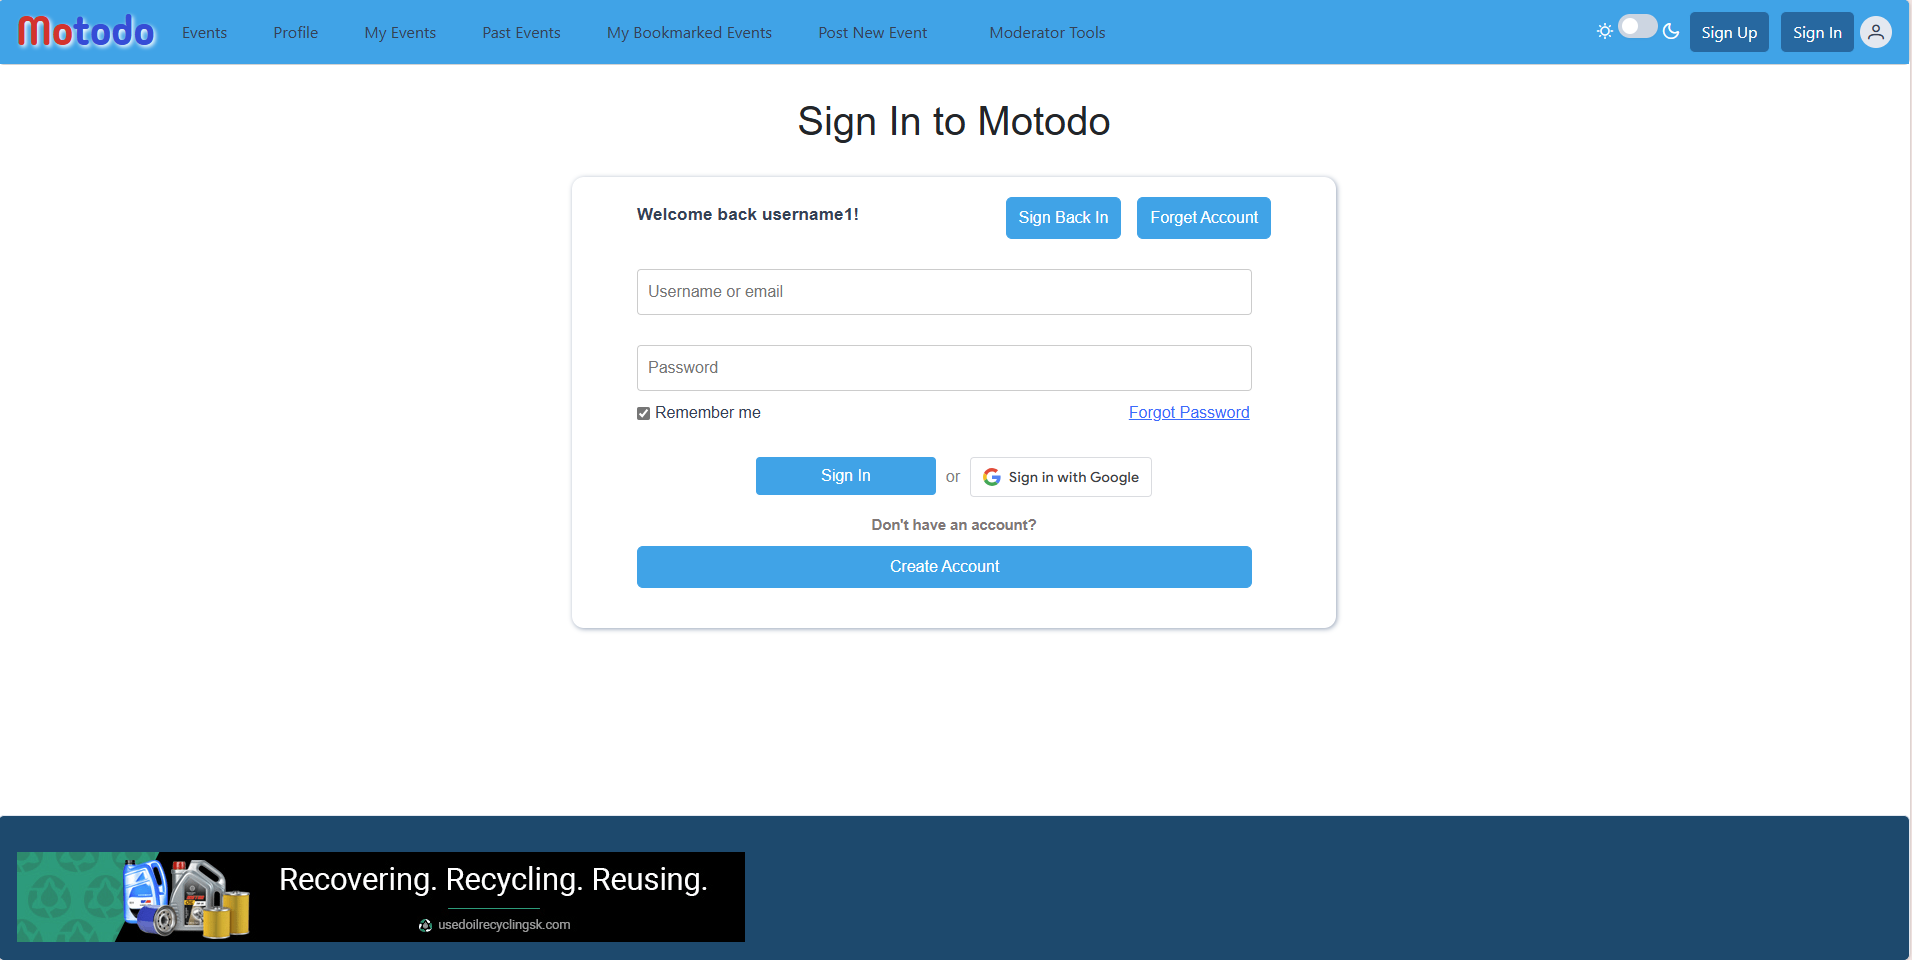 Motodo Events Profile My Events Past Events My Bookmarked Events Post New Event Moderator Tools Sign Up Sign In
Sign In to Motodo
Welcome back username1! Sign Back In Forget Account
Username or email
Password
Remember me Forgot Password
Sign In or Sign in with Google
Don't have an account?
Create Account
Recovering. Recycling. Reusing.
usedoilrecyclingsk.com